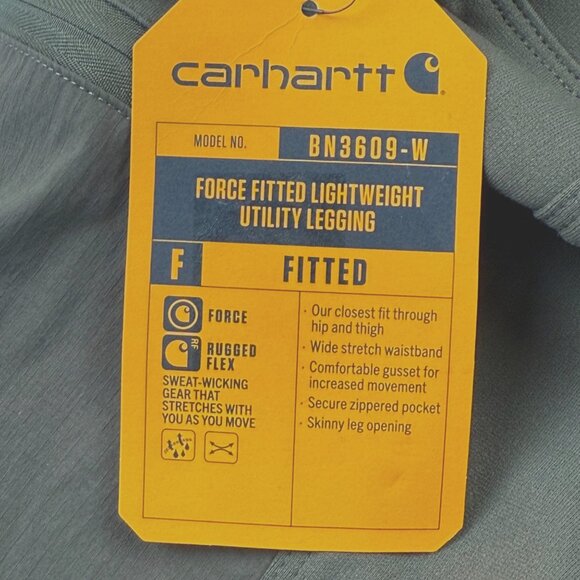 carhartt
MODEL NO. BN3609-W
FORCE FITTED LIGHTWEIGHT
UTILITY LEGGING
F FITTED
FORCE
RF
RUGGED
FLEX
SWEAT-WICKING
GEAR THAT
STRETCHES WITH
YOU AS YOU MOVE
· Our closest fit through
hip and thigh
· Wide stretch waistband
· Comfortable gusset for
increased movement
· Secure zippered pocket
· Skinny leg opening